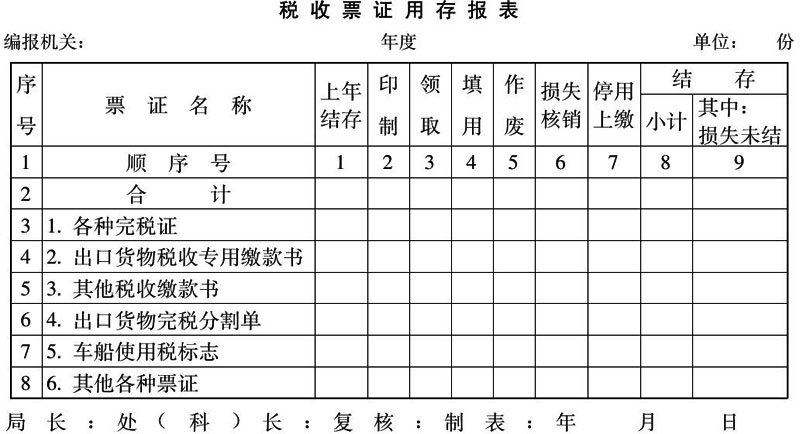 税收票证用存报表
编报机关： 年度 单位： 份
序号 票证名称 上年结存 印制 领取 填用 作废 损失核销 停用上缴 结存
小计 其中：损失未结
1 顺序号 1 2 3 4 5 6 7 8 9
2 合计
3 1. 各种完税证
4 2. 出口货物税收专用缴款书
5 3. 其他税收缴款书
6 4. 出口货物完税分割单
7 5. 车船使用税标志
8 6. 其他各种票证
局长：处（科）长：复核：制表：年 月 日